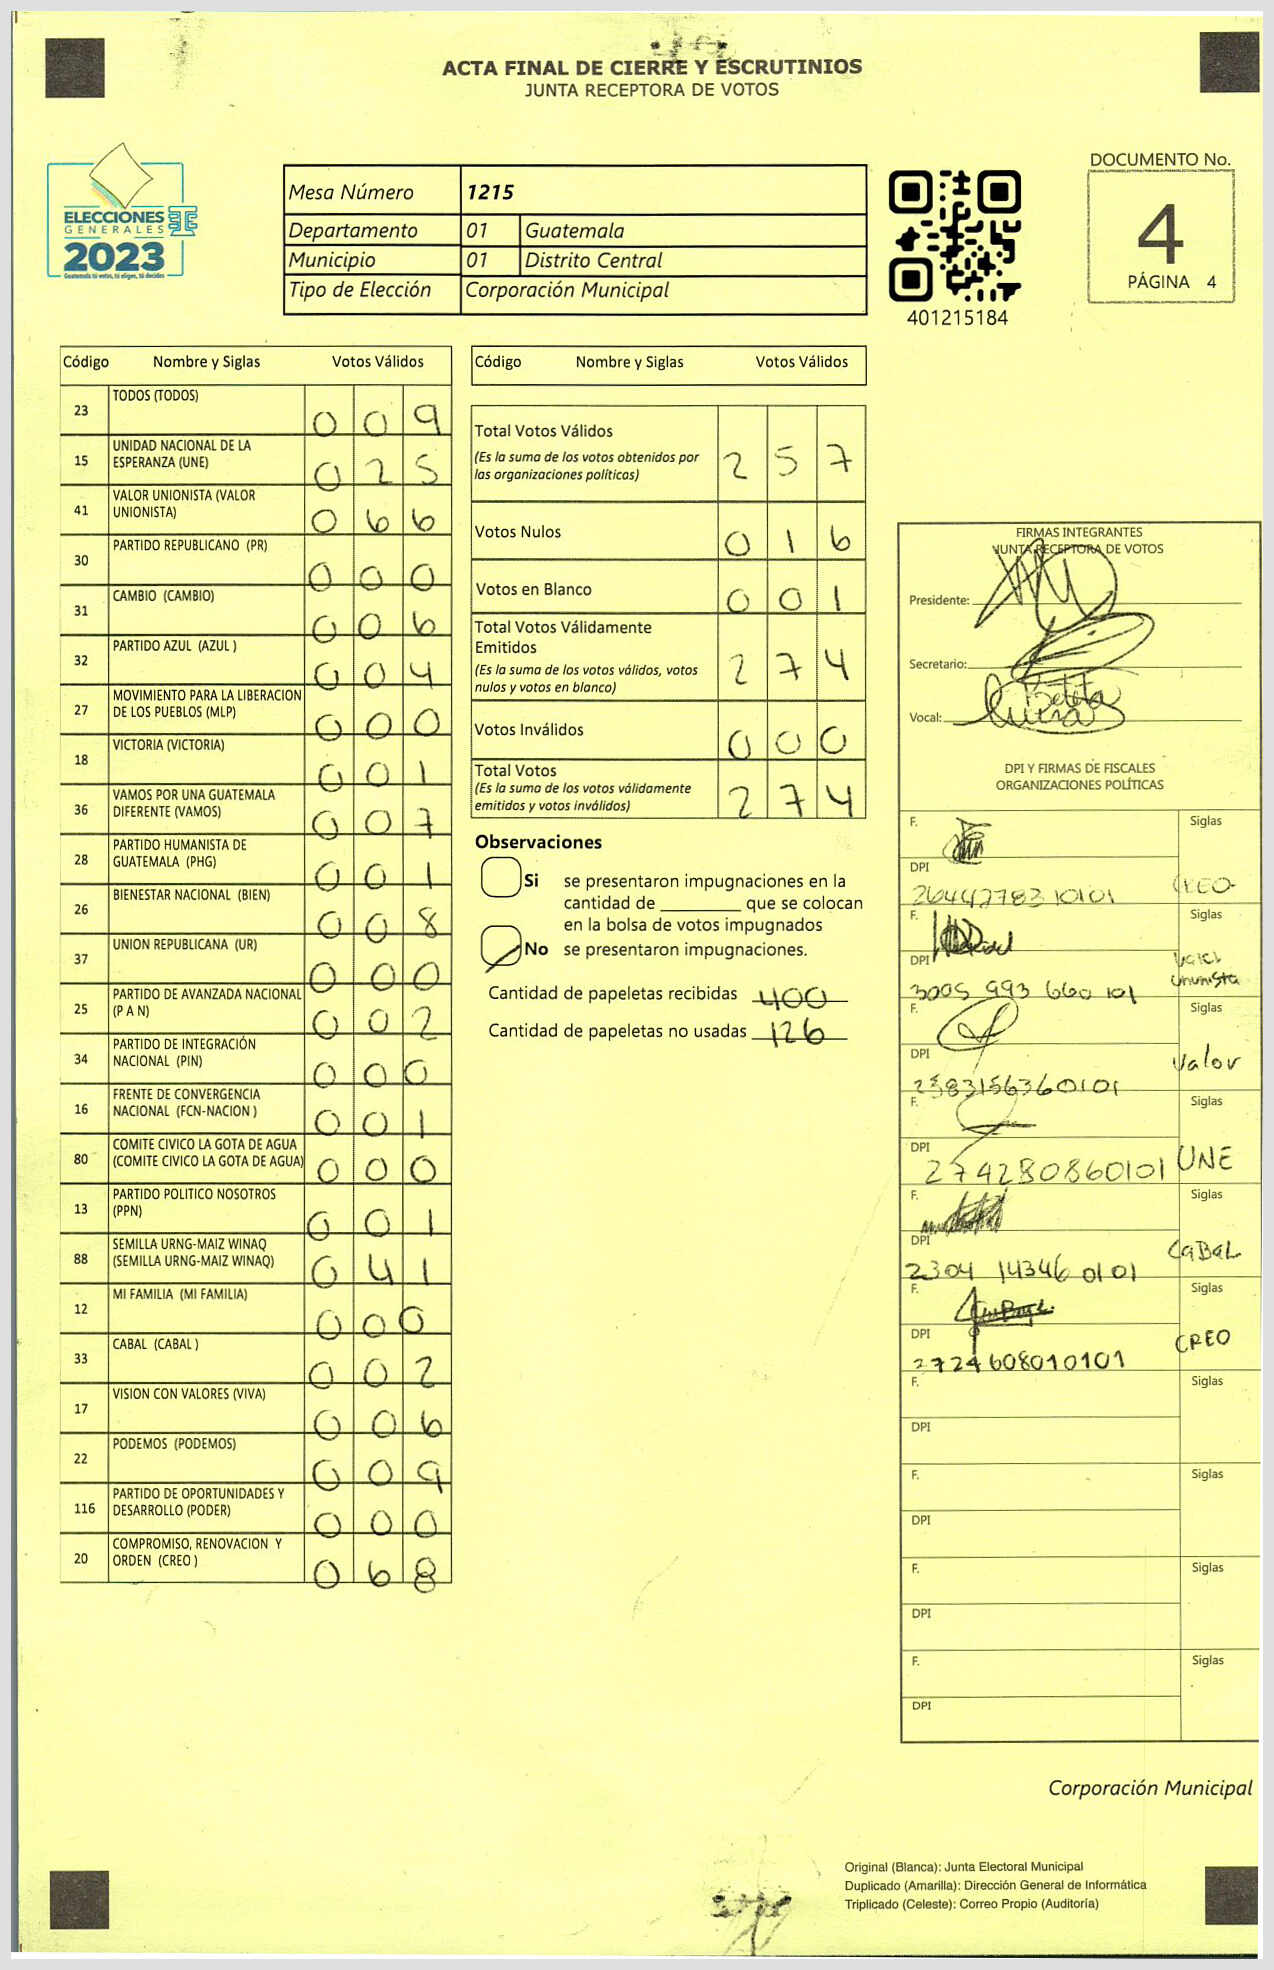 ACTA FINAL DE CIERRE Y ESCRUTINIOS
JUNTA RECEPTORA DE VOTOS
ELECCIONES
GENERALES
2023
Guatemala tú votas, tú eliges, tú decides
Mesa Número 1215
Departamento 01 Guatemala
Municipio 01 Distrito Central
Tipo de Elección Corporación Municipal
401215184
DOCUMENTO No.
4
PÁGINA 4
Código Nombre y Siglas Votos Válidos
23 TODOS (TODOS) 0 0 9
15 UNIDAD NACIONAL DE LA ESPERANZA (UNE) 0 2 5
41 VALOR UNIONISTA (VALOR UNIONISTA) 0 6 6
30 PARTIDO REPUBLICANO (PR) 0 0 0
31 CAMBIO (CAMBIO) 0 0 6
32 PARTIDO AZUL (AZUL ) 0 0 4
27 MOVIMIENTO PARA LA LIBERACION DE LOS PUEBLOS (MLP) 0 0 0
18 VICTORIA (VICTORIA) 0 0 1
36 VAMOS POR UNA GUATEMALA DIFERENTE (VAMOS) 0 0 7
28 PARTIDO HUMANISTA DE GUATEMALA (PHG) 0 0 1
26 BIENESTAR NACIONAL (BIEN) 0 0 8
37 UNION REPUBLICANA (UR) 0 0 0
25 PARTIDO DE AVANZADA NACIONAL (P A N) 0 0 2
34 PARTIDO DE INTEGRACIÓN NACIONAL (PIN) 0 0 0
16 FRENTE DE CONVERGENCIA NACIONAL (FCN-NACION ) 0 0 1
80 COMITE CIVICO LA GOTA DE AGUA (COMITE CIVICO LA GOTA DE AGUA) 0 0 0
13 PARTIDO POLITICO NOSOTROS (PPN) 0 0 1
88 SEMILLA URNG-MAIZ WINAQ (SEMILLA URNG-MAIZ WINAQ) 0 4 1
12 MI FAMILIA (MI FAMILIA) 0 0 0
33 CABAL (CABAL ) 0 0 2
17 VISION CON VALORES (VIVA) 0 0 6
22 PODEMOS (PODEMOS) 0 0 9
116 PARTIDO DE OPORTUNIDADES Y DESARROLLO (PODER) 0 0 0
20 COMPROMISO, RENOVACION Y ORDEN (CREO ) 0 6 8
Código Nombre y Siglas Votos Válidos
Total Votos Válidos 2 5 7
(Es la suma de los votos obtenidos por
las organizaciones políticas)
Votos Nulos 0 1 6
Votos en Blanco 0 0 1
Total Votos Válidamente
Emitidos 2 7 4
(Es la suma de los votos válidos, votos
nulos y votos en blanco)
Votos Inválidos 0 0 0
Total Votos 2 7 4
(Es la suma de los votos válidamente
emitidos y votos inválidos)
Observaciones
Si se presentaron impugnaciones en la
cantidad de ________ que se colocan
en la bolsa de votos impugnados
No se presentaron impugnaciones.
Cantidad de papeletas recibidas 400
Cantidad de papeletas no usadas 126
FIRMAS INTEGRANTES
JUNTA RECEPTORA DE VOTOS
Presidente:
Secretario:
Vocal:
DPI Y FIRMAS DE FISCALES
ORGANIZACIONES POLÍTICAS
F. Siglas
DPI CREO
2644278310101
F. Siglas
DPI
3005 993 660 101
F. Siglas
DPI Valor
2583156360101
F. Siglas
DPI UNE
274280860101
F. Siglas
DPI CABAL
2304 14346 0101
F. Siglas
DPI CREO
2724608010101
F. Siglas
DPI
F. Siglas
DPI
F. Siglas
DPI
F. Siglas
DPI
Corporación Municipal
Original (Blanca): Junta Electoral Municipal
Duplicado (Amarilla): Dirección General de Informática
Triplicado (Celeste): Correo Propio (Auditoría)